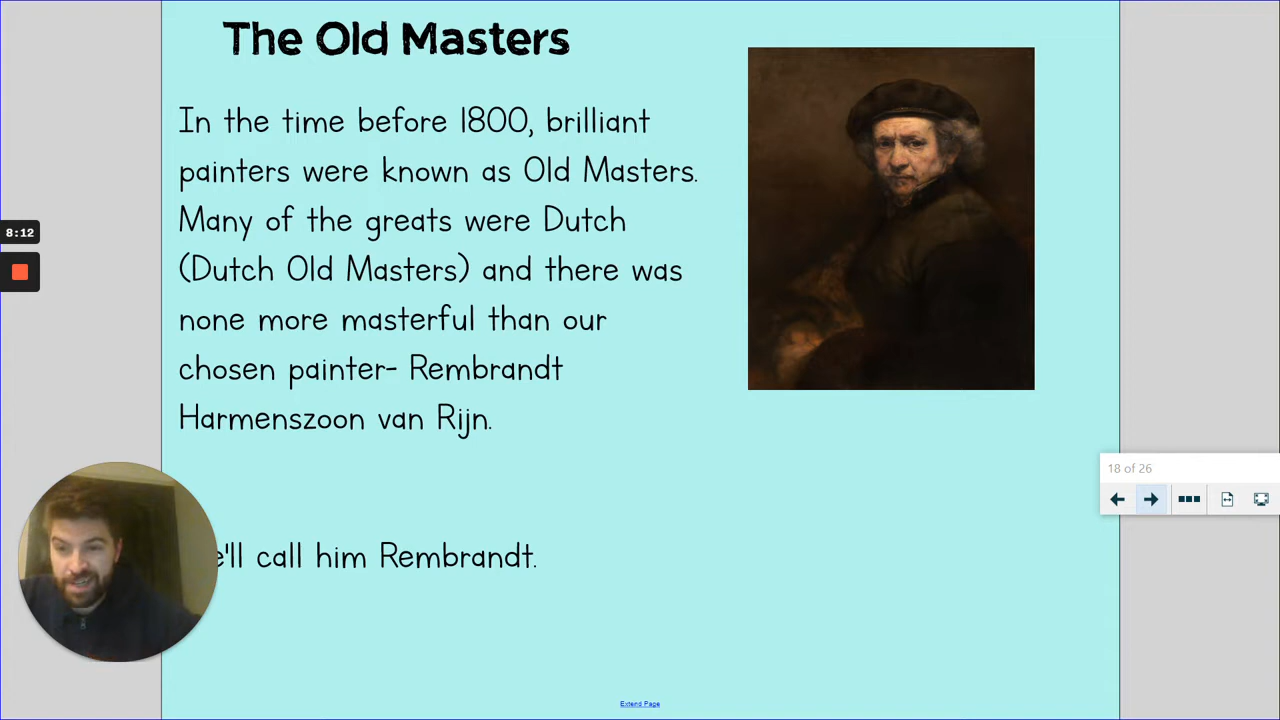 The Old Masters
In the time before 1800, brilliant
painters were known as Old Masters.
Many of the greats were Dutch
(Dutch Old Masters) and there was
none more masterful than our
chosen painter- Rembrandt
Harmenszoon van Rijn.
8:12
18 of 26
call him Rembrandt.
Extend Page